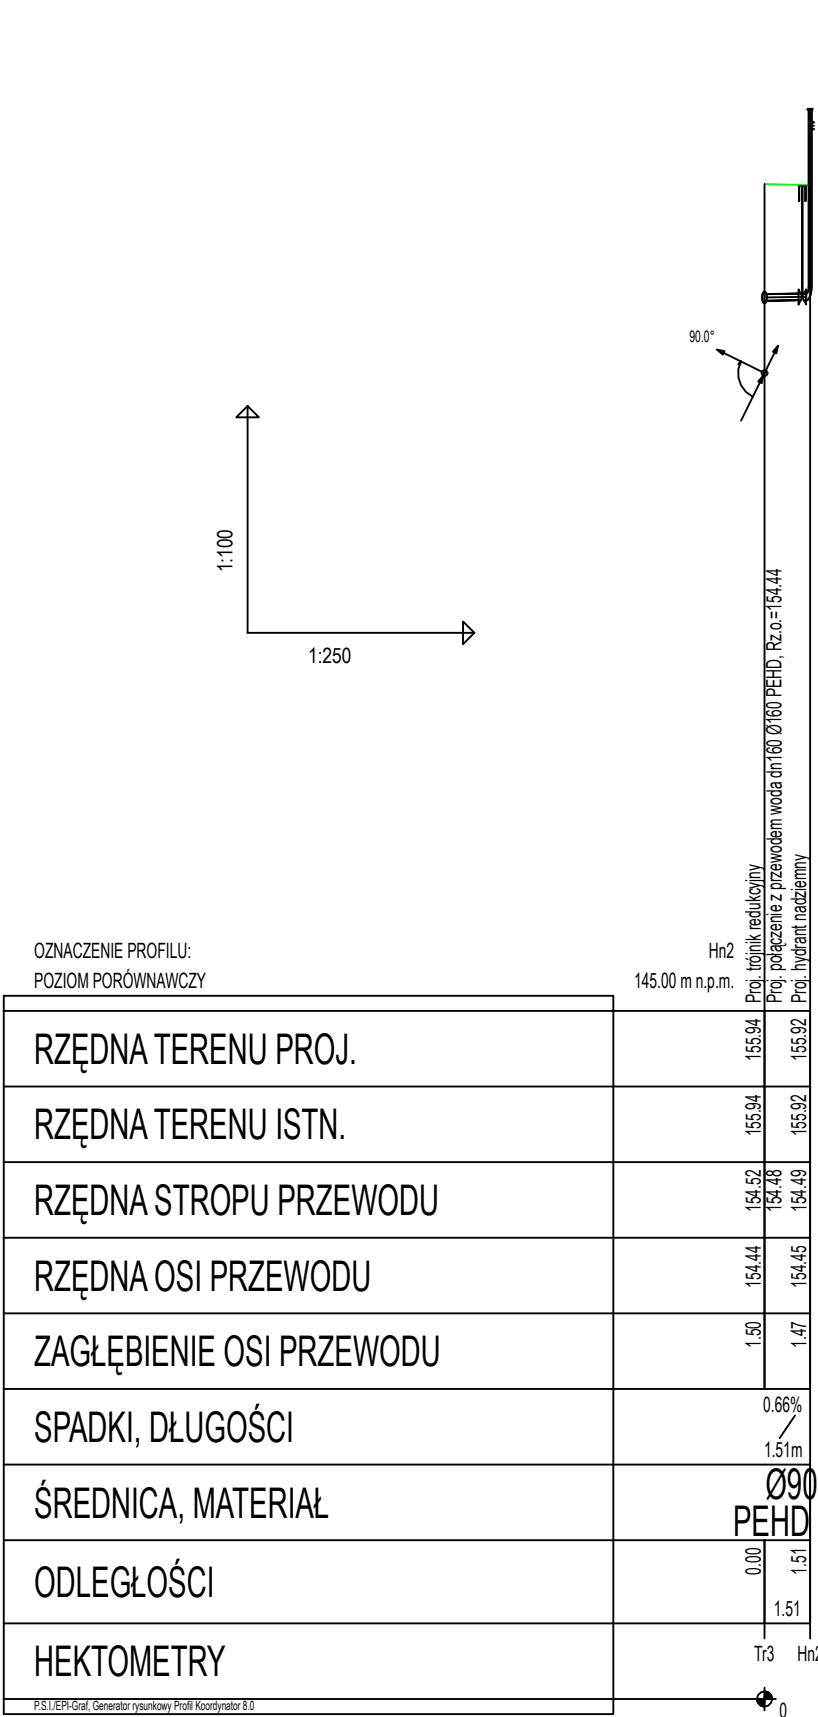 90.0°
1:100
1:250
Proj. trójnik redukcyjny
Proj. połączenie z przewodem woda dn160 Ø160 PEHD, Rz.o.=154.44
Proj. hydrant nadziemny
OZNACZENIE PROFILU: Hn2
POZIOM PORÓWNAWCZY 145.00 m n.p.m.
RZĘDNA TERENU PROJ. 155.94 155.92
RZĘDNA TERENU ISTN. 155.94 155.92
RZĘDNA STROPU PRZEWODU 154.52 154.48 154.49
RZĘDNA OSI PRZEWODU 154.44 154.45
ZAGŁĘBIENIE OSI PRZEWODU 1.50 1.47
SPADKI, DŁUGOŚCI 0.66% 1.51m
ŚREDNICA, MATERIAŁ Ø90 PEHD
ODLEGŁOŚCI 0.00 1.51
1.51
HEKTOMETRY Tr3 Hn2
P.S.I./EPI-Graf, Generator rysunkowy Profil Koordynator 8.0
0